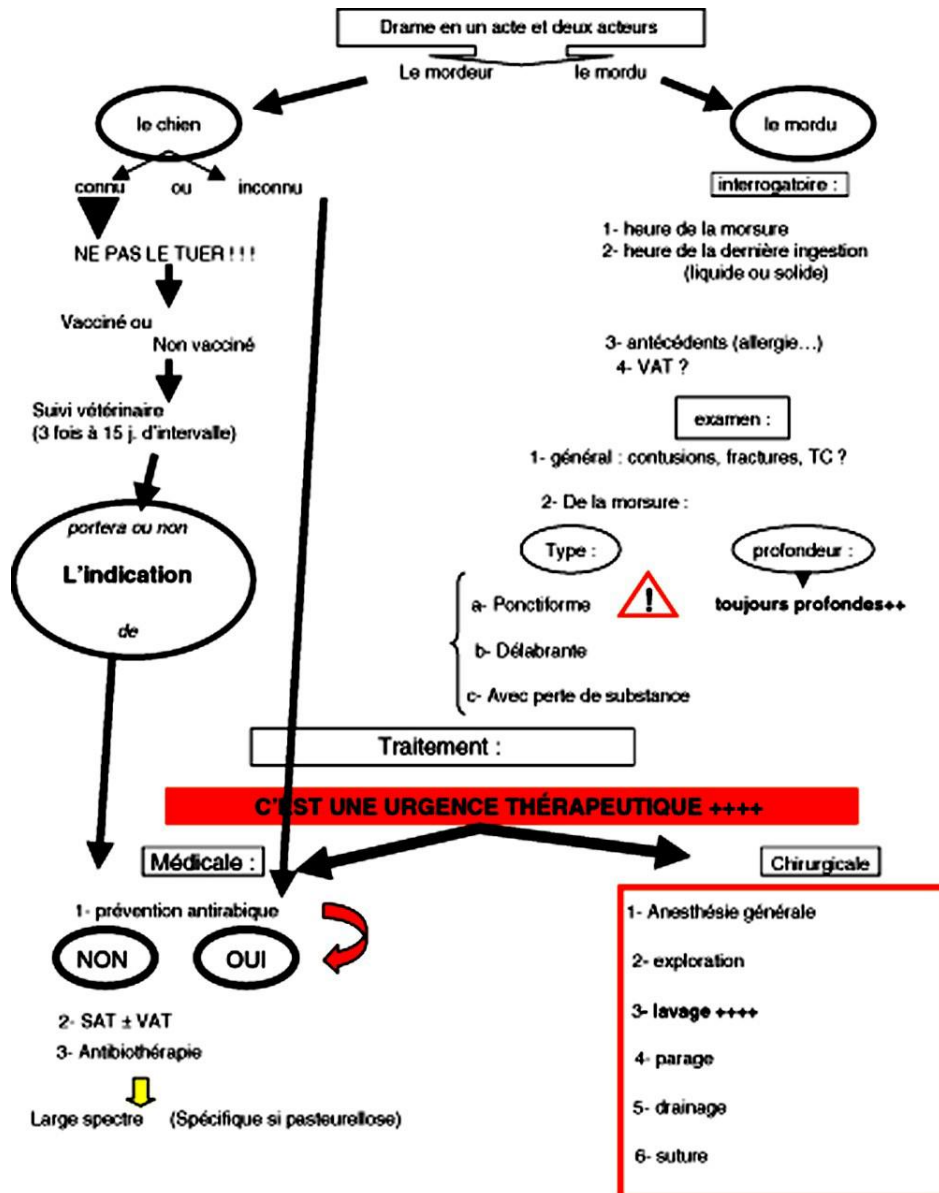 Drame en un acte et deux acteurs
Le mordeur le mordu
le chien
connu ou inconnu
NE PAS LE TUER ! ! !
Vacciné ou
Non vacciné
Suivi vétérinaire
(3 fois à 15 j. d'intervalle)
portera ou non
L'indication
de
le mordu
interrogatoire :
1- heure de la morsure
2- heure de la dernière ingestion
(liquide ou solide)
3- antécédents (allergie...)
4- VAT ?
examen :
1- général : contusions, fractures, TC ?
2- De la morsure :
Type :
a- Ponctiforme
!
b- Délabrante
c- Avec perte de substance
profondeur :
toujours profondes++
Traitement :
C'EST UNE URGENCE THÉRAPEUTIQUE ++++
Médicale :
1- prévention antirabique
NON OUI
2- SAT ± VAT
3- Antibiothérapie
Large spectre (Spécifique si pasteurellose)
Chirurgicale
1- Anesthésie générale
2- exploration
3- lavage ++++
4- parage
5- drainage
6- suture